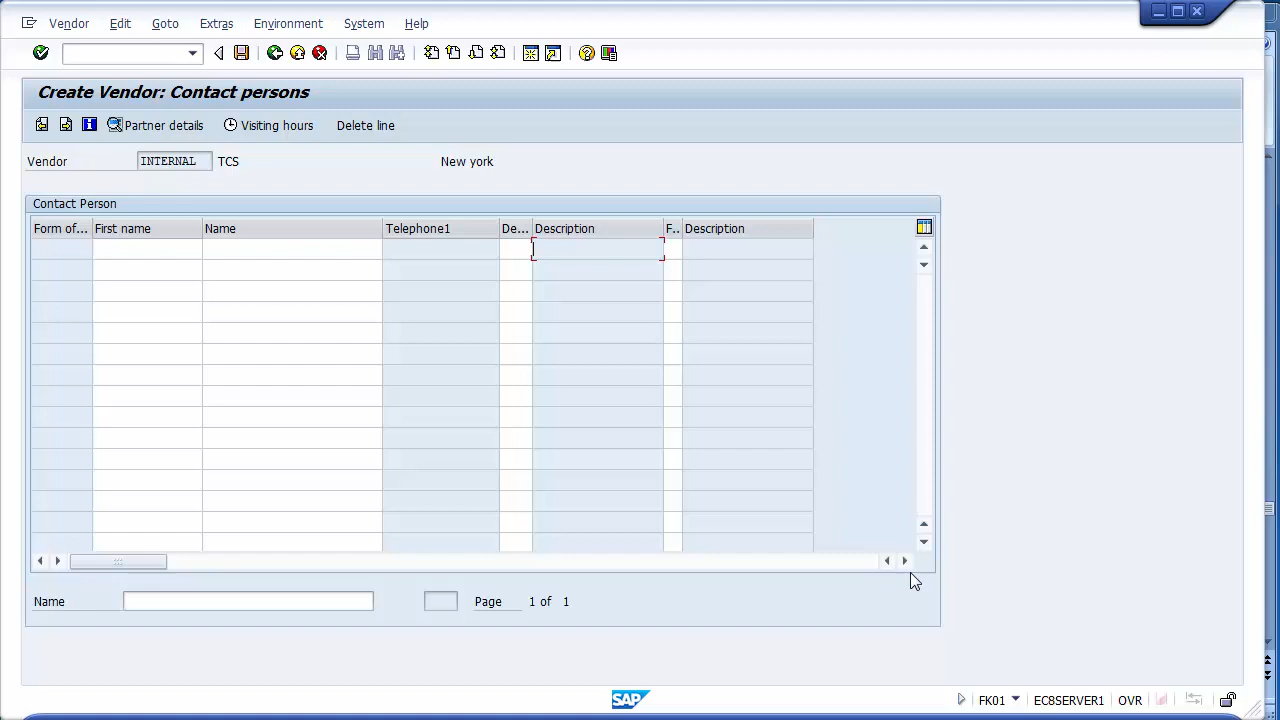 Vendor Edit Goto Extras Environment System Help
Create Vendor: Contact persons
Partner details Visiting hours Delete line
Vendor INTERNAL TCS New york
Contact Person
Form of... First name Name Telephone1 De... Description F.. Description
Name Page 1 of 1
SAP FK01 EC8SERVER1 OVR